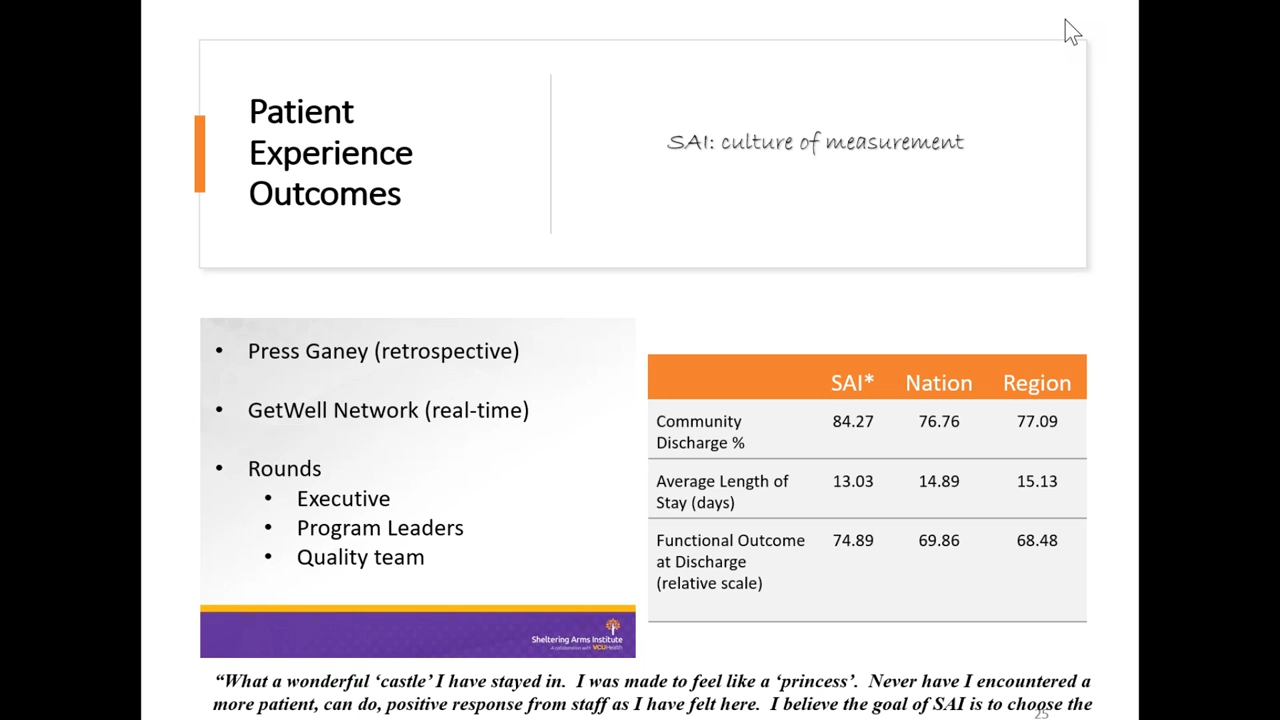 Patient
Experience
Outcomes
SAI: culture of measurement
• Press Ganey (retrospective)
• GetWell Network (real-time)
• Rounds
• Executive
• Program Leaders
• Quality team
Sheltering Arms Institute
A collaboration with VCUHealth
SAI* Nation Region
Community
Discharge % 84.27 76.76 77.09
Average Length of
Stay (days) 13.03 14.89 15.13
Functional Outcome
at Discharge
(relative scale) 74.89 69.86 68.48
“What a wonderful ‘castle’ I have stayed in. I was made to feel like a ‘princess’. Never have I encountered a
more patient, can do, positive response from staff as I have felt here. I believe the goal of SAI is to choose the
25